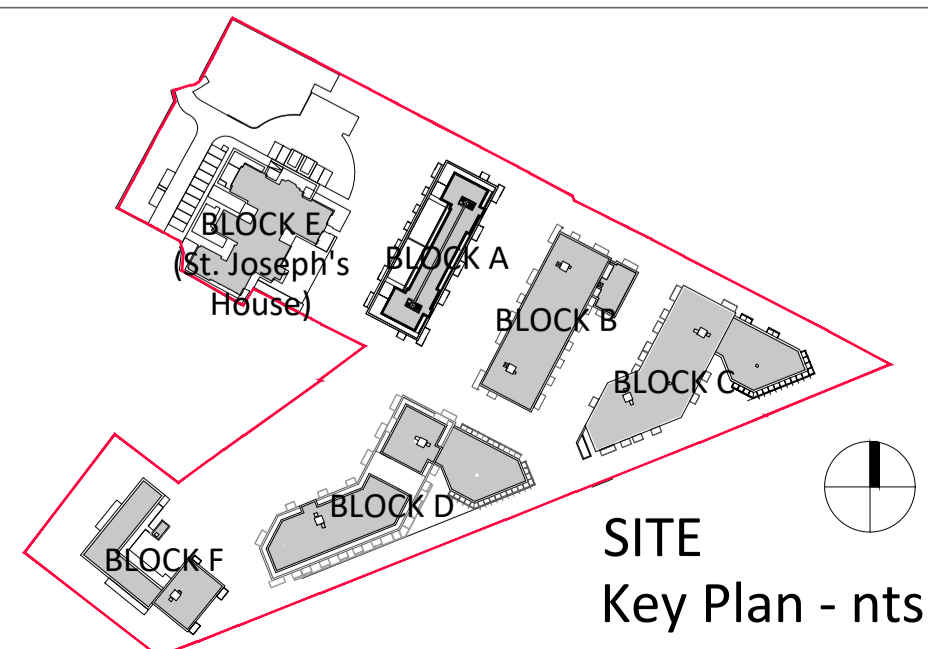 BLOCK E
(St. Joseph's
House)
BLOCK A
BLOCK B
BLOCK C
BLOCK D
BLOCK F
SITE
Key Plan - nts